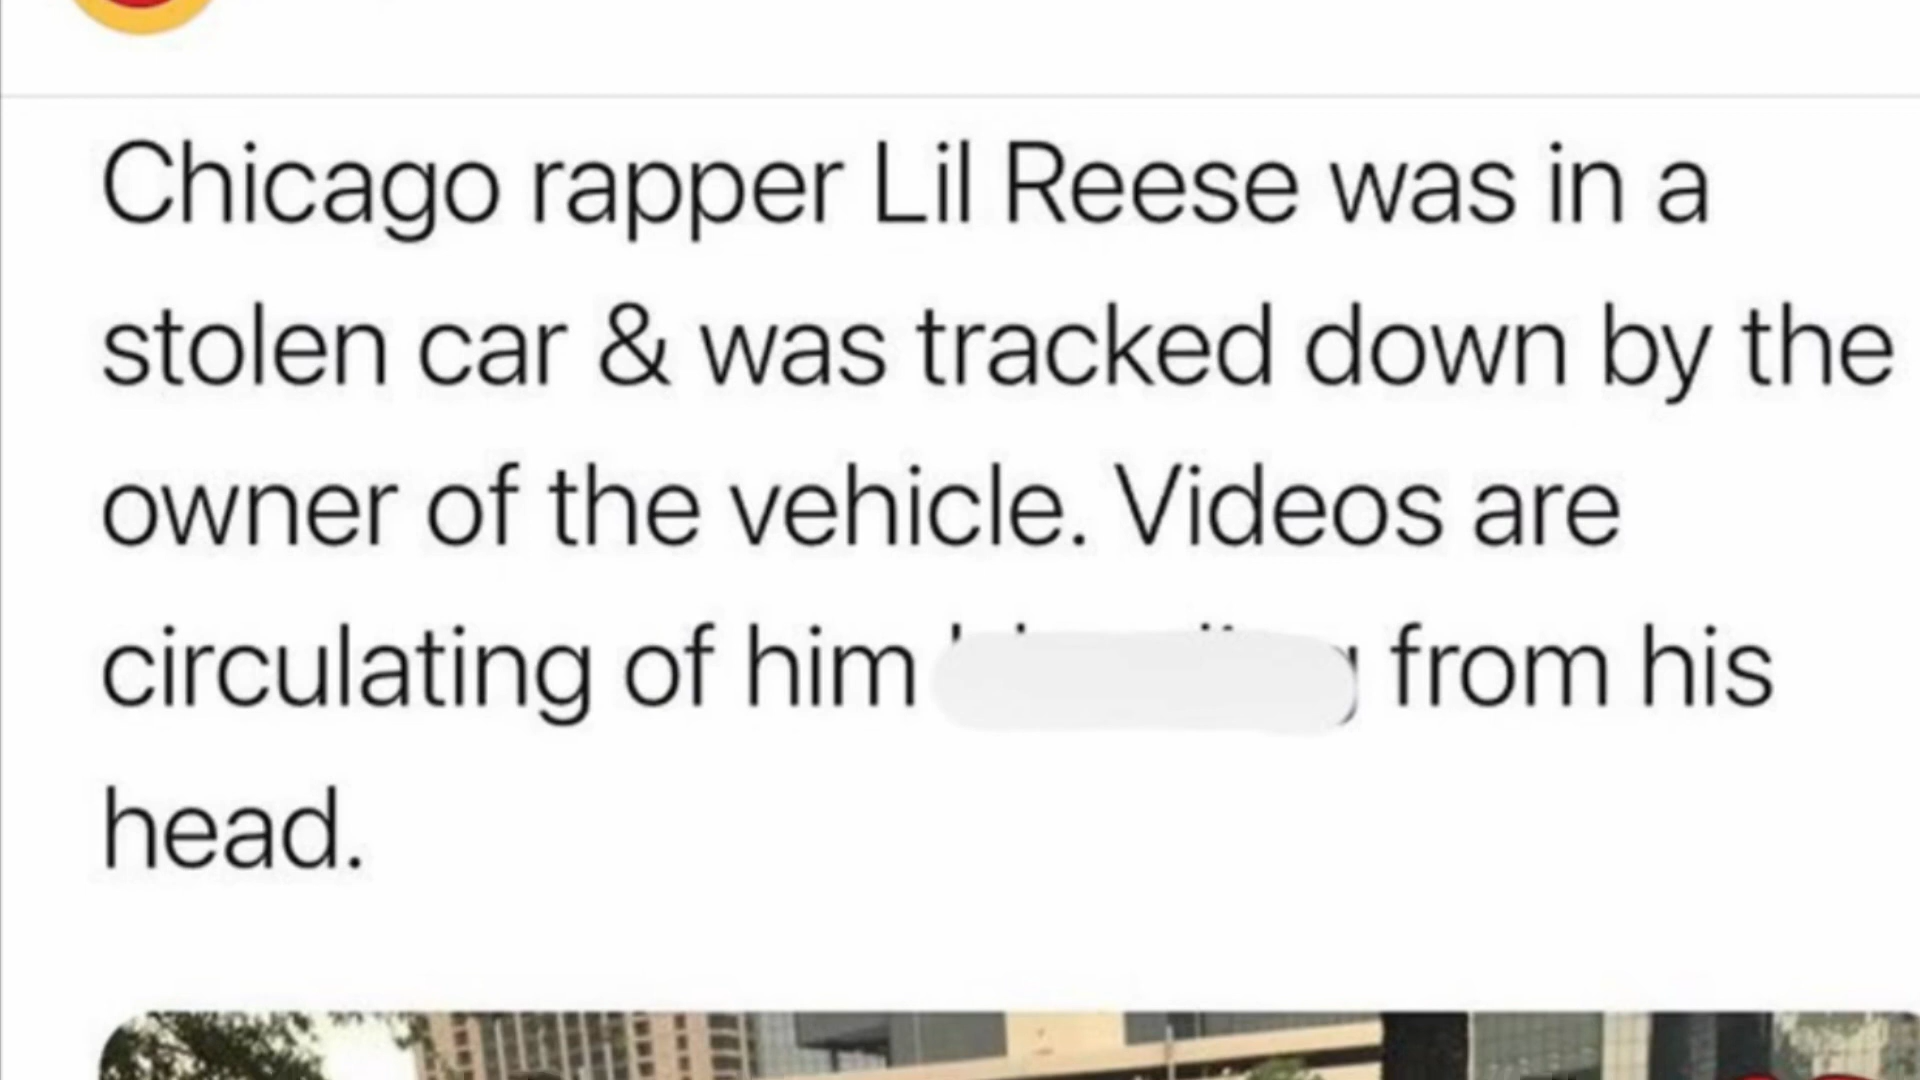 Chicago rapper Lil Reese was in a
stolen car & was tracked down by the
owner of the vehicle. Videos are
circulating of him from his
head.